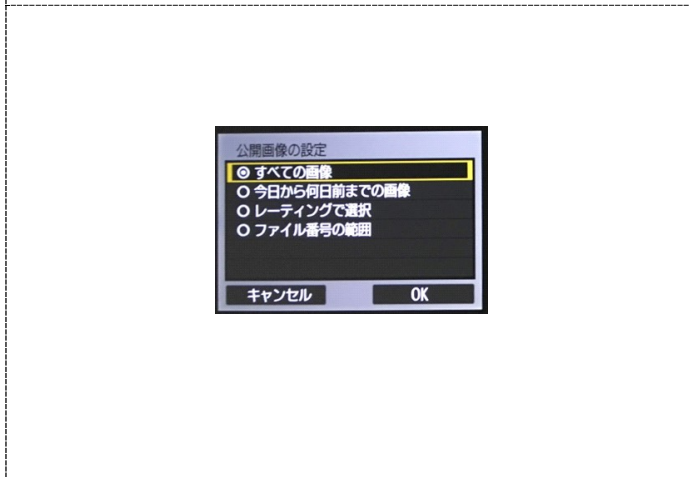 公開画像の設定
すべての画像
今日から何日前までの画像
レーティングで選択
ファイル番号の範囲
キャンセル OK